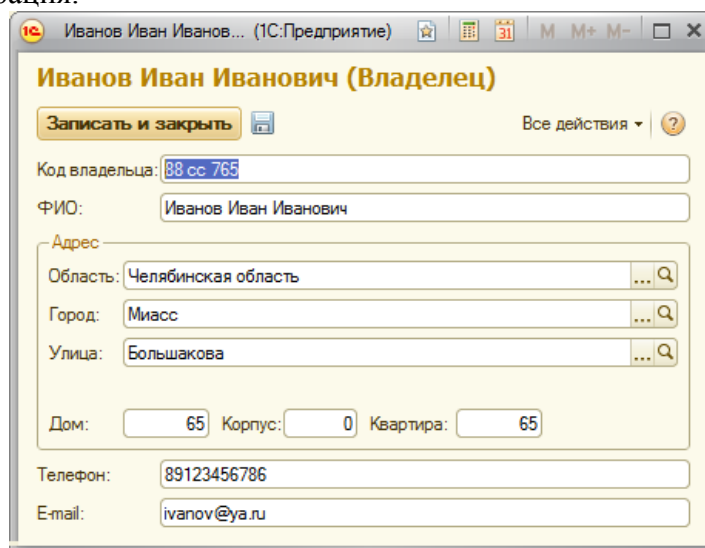 рация.
Иванов Иван Иванов... (1С:Предприятие) 31 M M+ M-
Иванов Иван Иванович (Владелец)
Записать и закрыть Все действия ?
Код владельца: 88 сс 765
ФИО: Иванов Иван Иванович
Адрес
Область: Челябинская область ...
Город: Миасс ...
Улица: Большакова ...
Дом: 65 Корпус: 0 Квартира: 65
Телефон: 89123456786
E-mail: ivanov@ya.ru